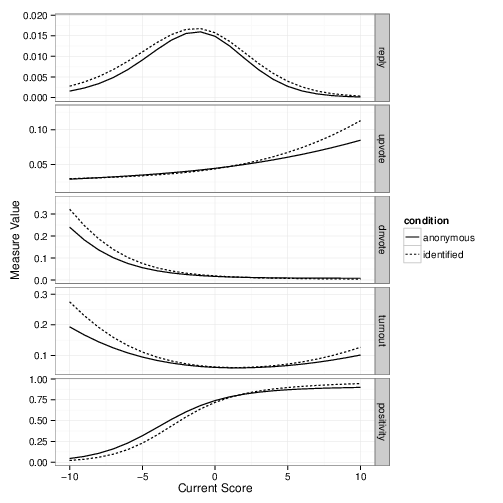 Measure Value
0.020
0.015
0.010
0.005
0.000
reply
0.10
0.05
upvote
0.3
0.2
0.1
0.0
dnvote
0.3
0.2
0.1
turnout
1.00
0.75
0.50
0.25
0.00
positivity
−10 −5 0 5 10
Current Score
condition
anonymous
identified